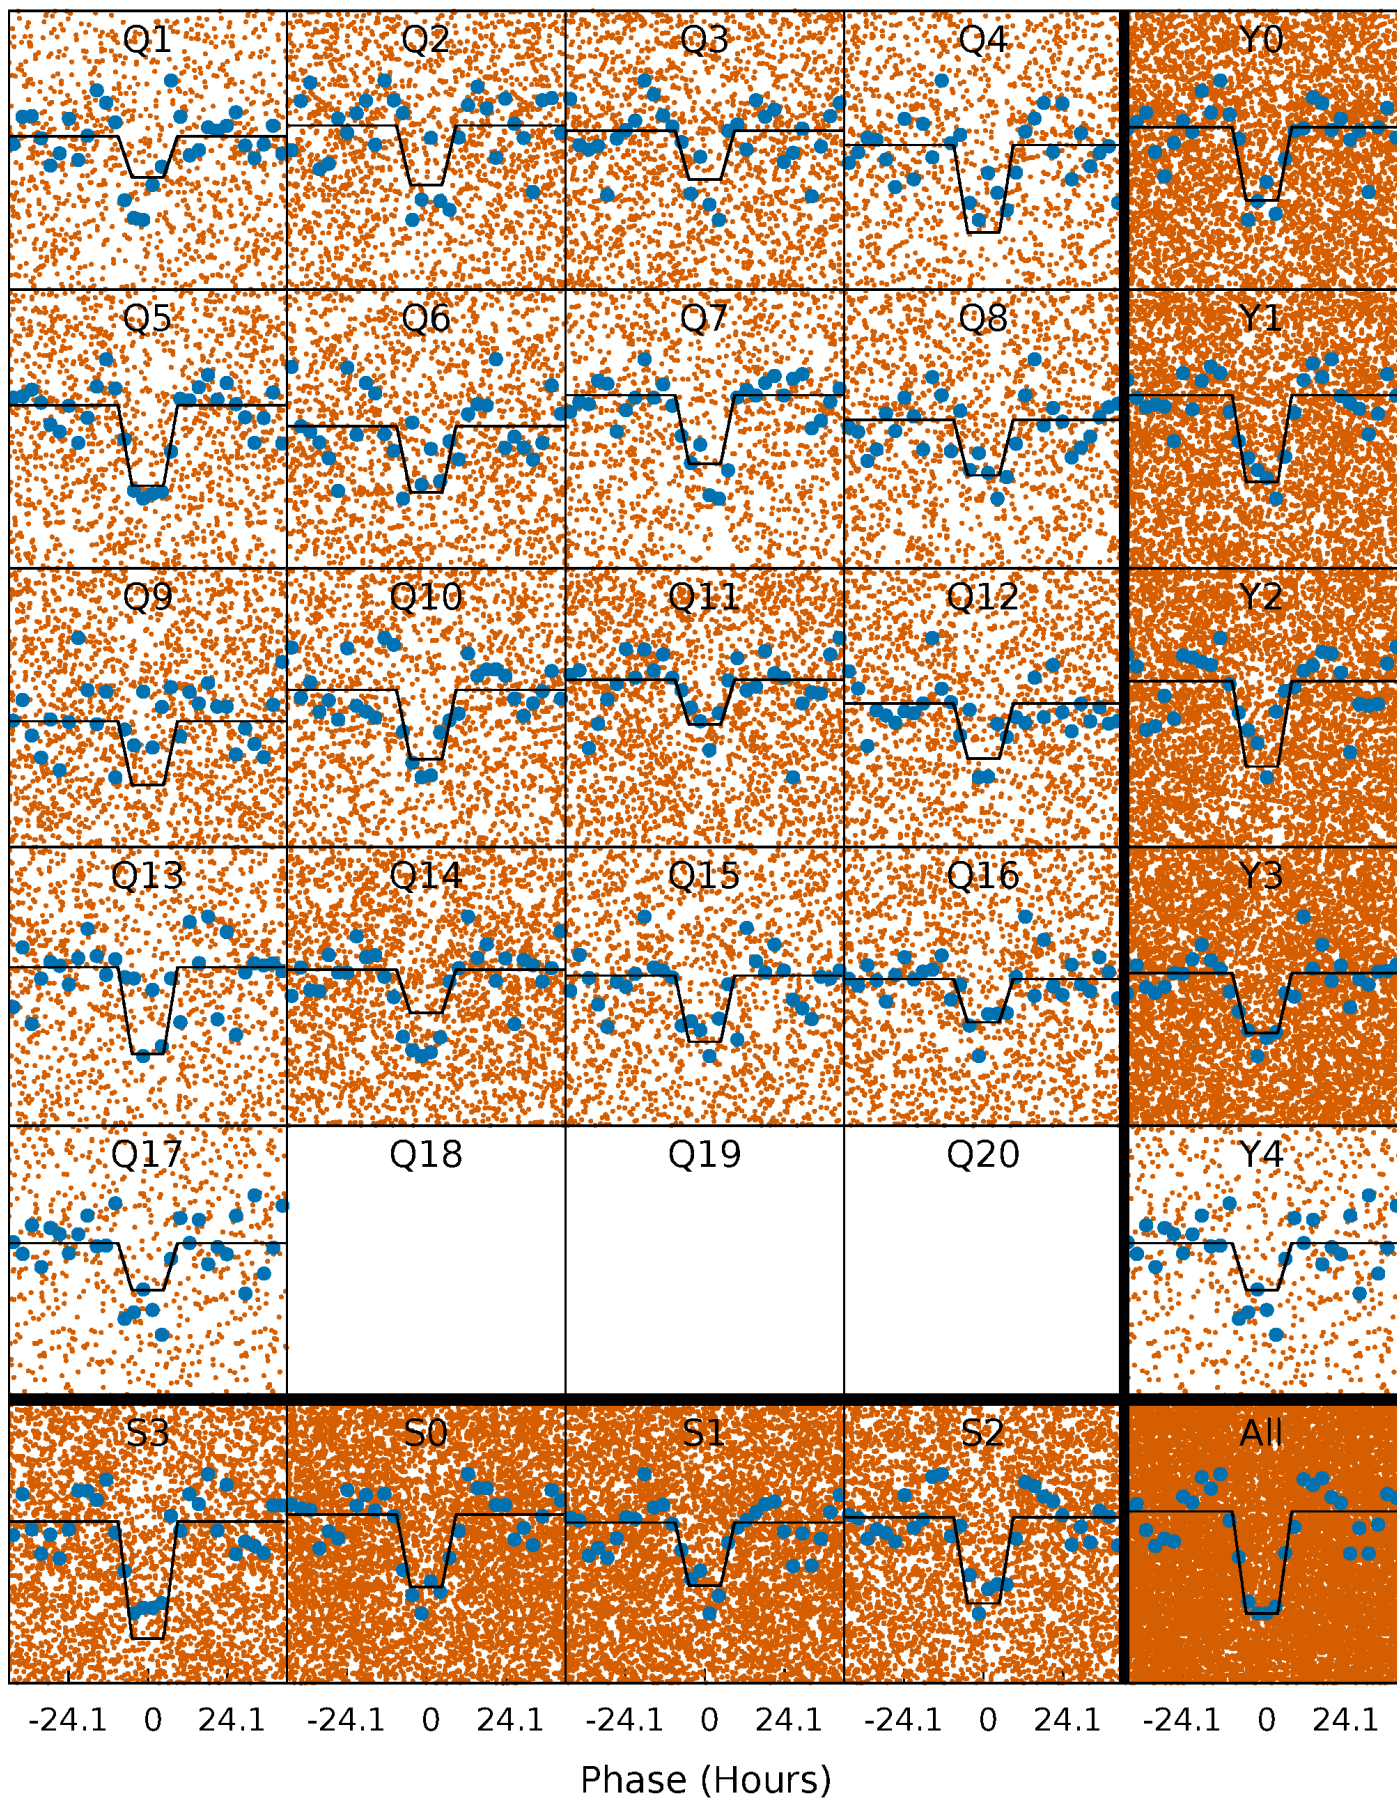 Q1 Q2 Q3 Q4 Y0
Q5 Q6 Q7 Q8 Y1
Q9 Q10 Q11 Q12 Y2
Q13 Q14 Q15 Q16 Y3
Q17 Q18 Q19 Q20 Y4
S3 S0 S1 S2 All
-24.1 0 24.1 -24.1 0 24.1 -24.1 0 24.1 -24.1 0 24.1 -24.1 0 24.1
Phase (Hours)